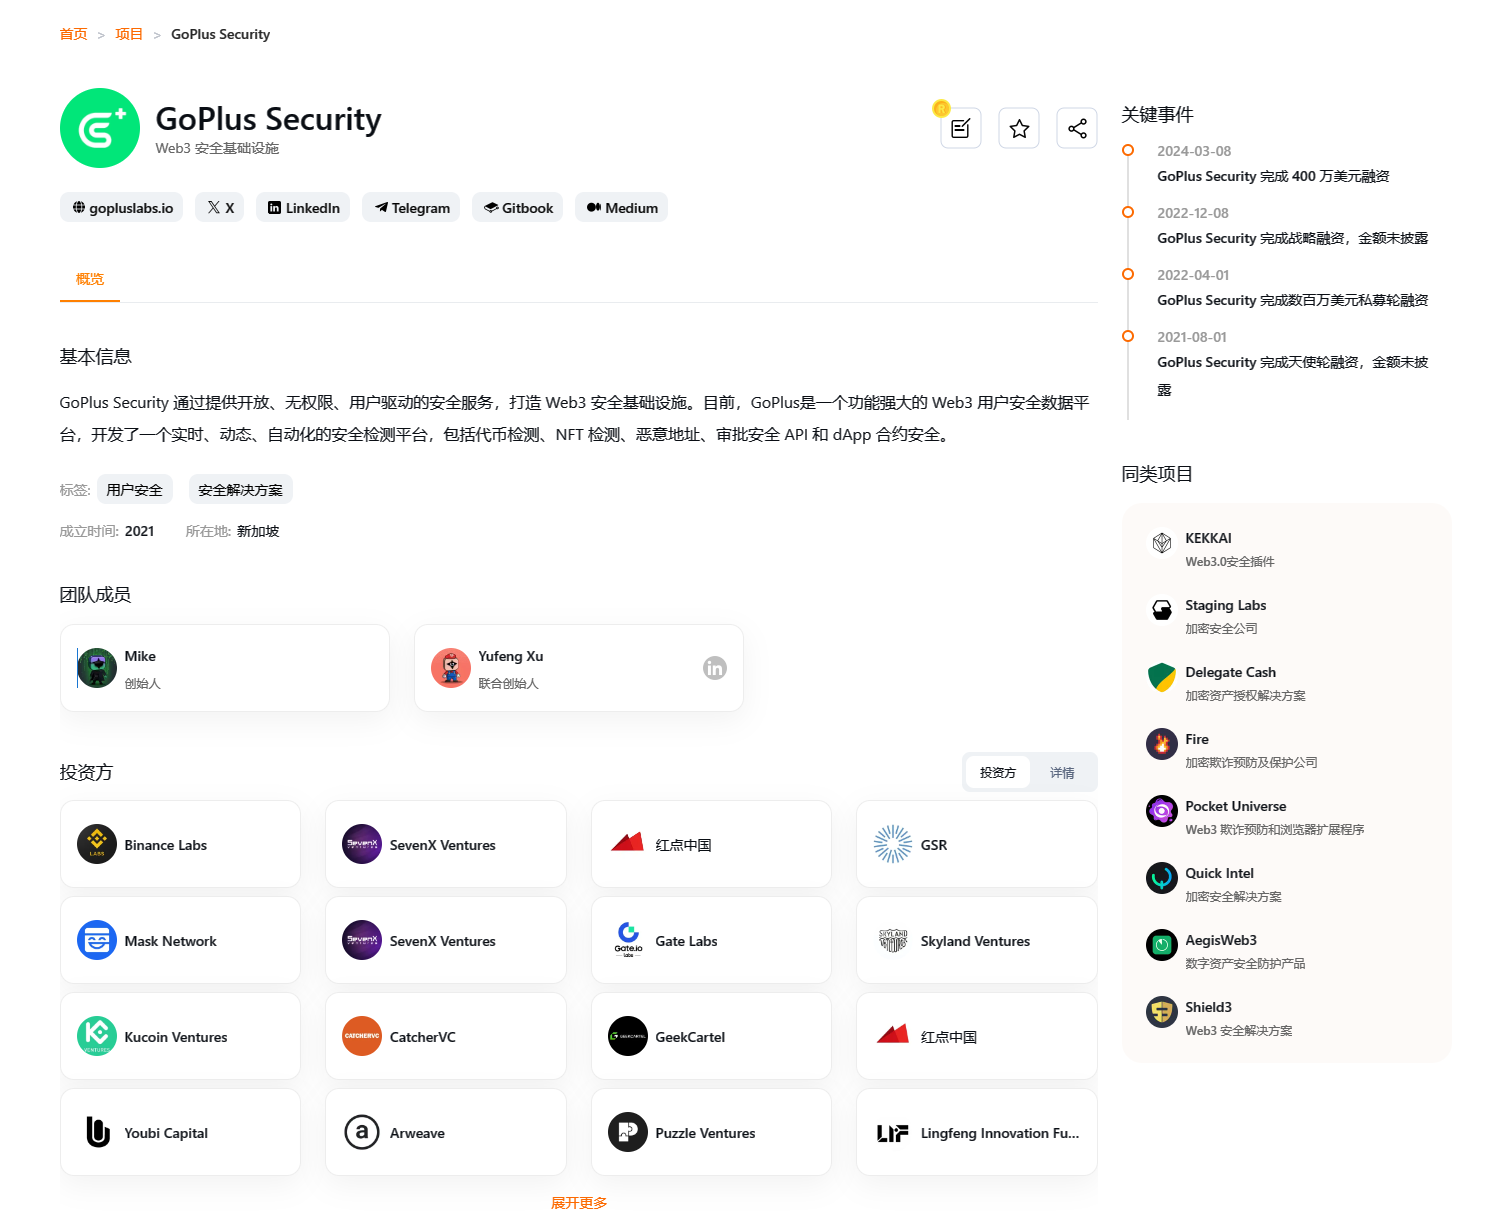 首页 > 项目 > GoPlus Security
GoPlus Security
Web3 安全基础设施
gopluslabs.io
X
LinkedIn
Telegram
Gitbook
Medium
概览
基本信息
GoPlus Security 通过提供开放、无权限、用户驱动的安全服务，打造 Web3 安全基础设施。目前，GoPlus是一个功能强大的 Web3 用户安全数据平
台，开发了一个实时、动态、自动化的安全检测平台，包括代币检测、NFT 检测、恶意地址、审批安全 API 和 dApp 合约安全。
标签: 用户安全 安全解决方案
成立时间: 2021 所在地: 新加坡
团队成员
Mike
创始人
Yufeng Xu
联合创始人
投资方
投资方 详情
Binance Labs
SevenX Ventures
红点中国
GSR
Mask Network
SevenX Ventures
Gate Labs
Skyland Ventures
Kucoin Ventures
CatcherVC
GeekCartel
红点中国
Youbi Capital
Arweave
Puzzle Ventures
Lingfeng Innovation Fu...
展开更多
关键事件
2024-03-08
GoPlus Security 完成 400 万美元融资
2022-12-08
GoPlus Security 完成战略融资，金额未披露
2022-04-01
GoPlus Security 完成数百万美元私募轮融资
2021-08-01
GoPlus Security 完成天使轮融资，金额未披
露
同类项目
KEKKAI
Web3.0安全插件
Staging Labs
加密安全公司
Delegate Cash
加密资产授权解决方案
Fire
加密欺诈预防及保护公司
Pocket Universe
Web3 欺诈预防和浏览器扩展程序
Quick Intel
加密安全解决方案
AegisWeb3
数字资产安全防护产品
Shield3
Web3 安全解决方案